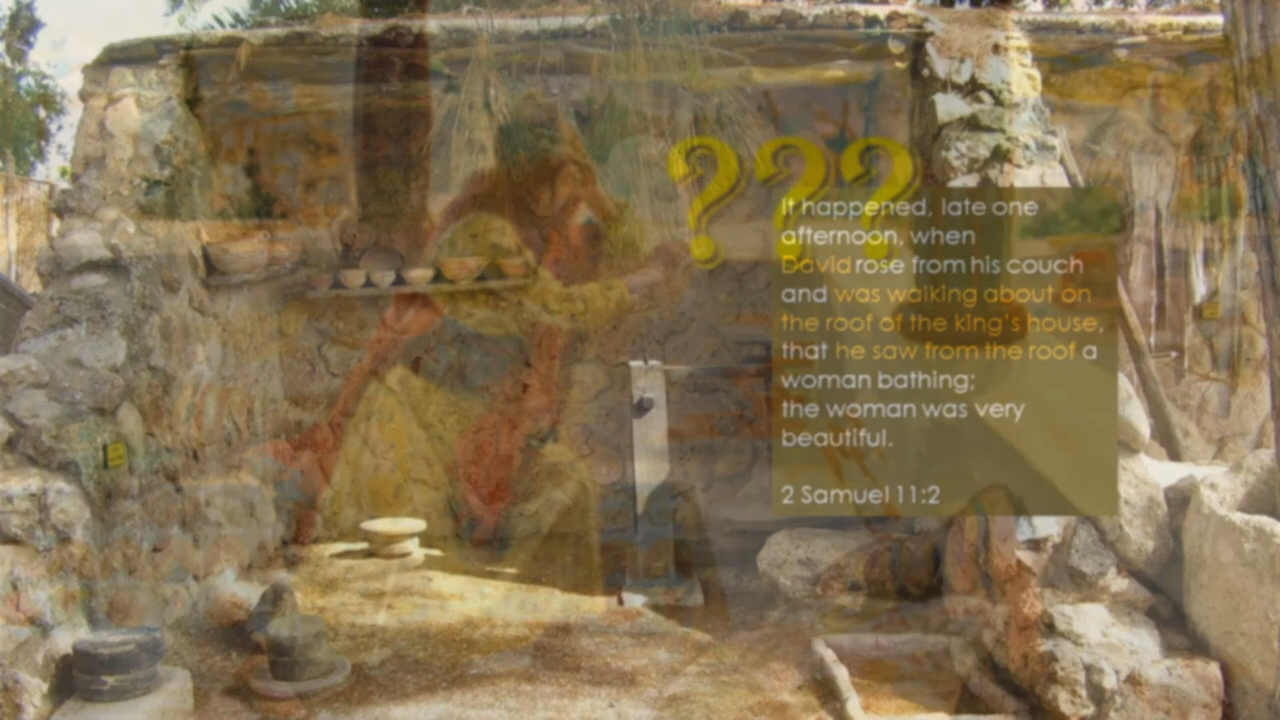 ???
It happened, late one
afternoon, when
David rose from his couch
and was walking about on
the roof of the king's house,
that he saw from the roof a
woman bathing;
the woman was very
beautiful.
2 Samuel 11:2